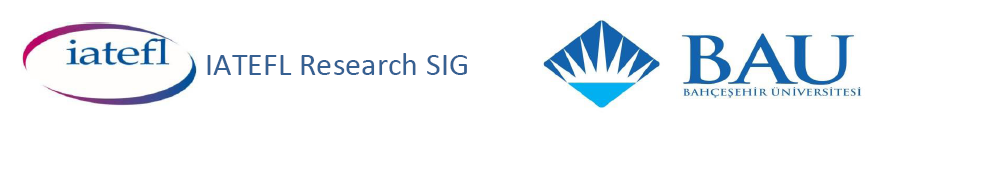 iatefl
IATEFL Research SIG
BAU
BAHÇEŞEHİR ÜNİVERSİTESİ